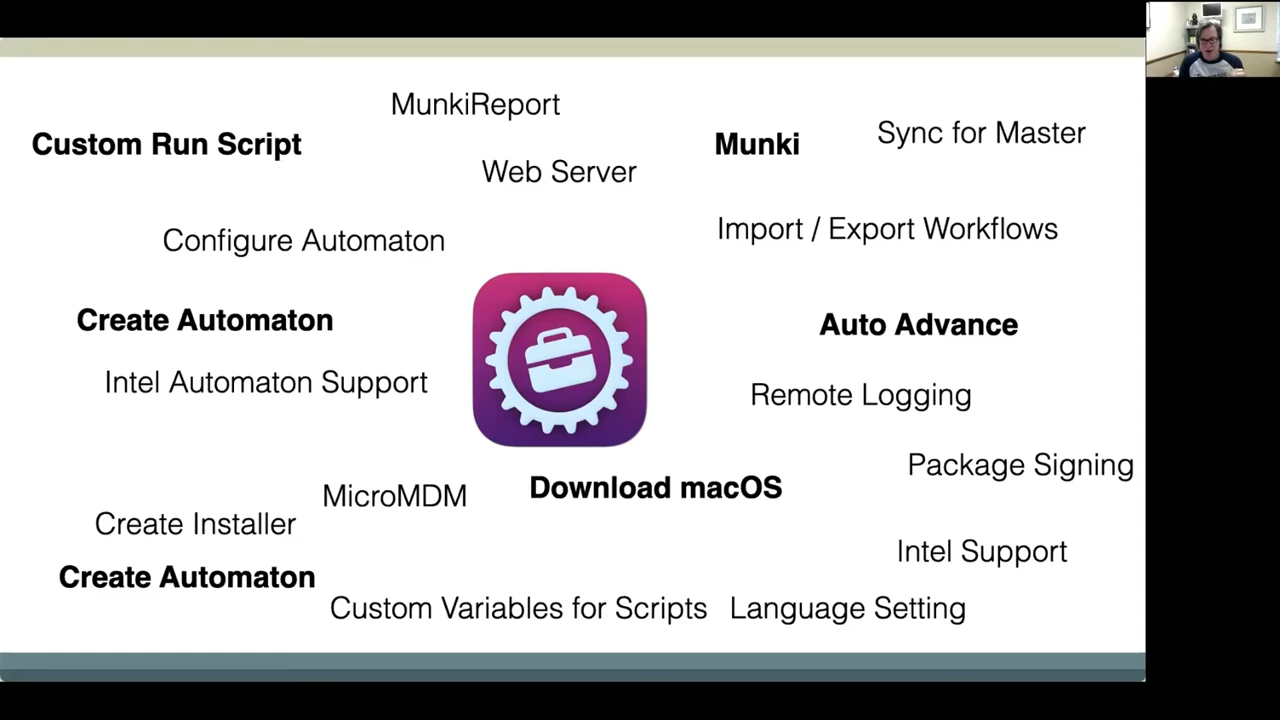 MunkiReport
Custom Run Script
Munki
Sync for Master
Web Server
Configure Automaton
Import / Export Workflows
Create Automaton
Auto Advance
Intel Automaton Support
Remote Logging
Package Signing
MicroMDM
Download macOS
Create Installer
Intel Support
Create Automaton
Custom Variables for Scripts
Language Setting